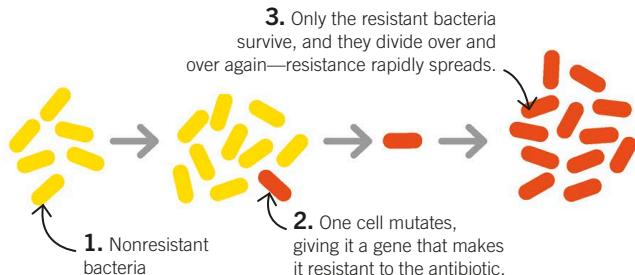 1. Nonresistant
bacteria
2. One cell mutates,
giving it a gene that makes
it resistant to the antibiotic.
3. Only the resistant bacteria
survive, and they divide over and
over again—resistance rapidly spreads.